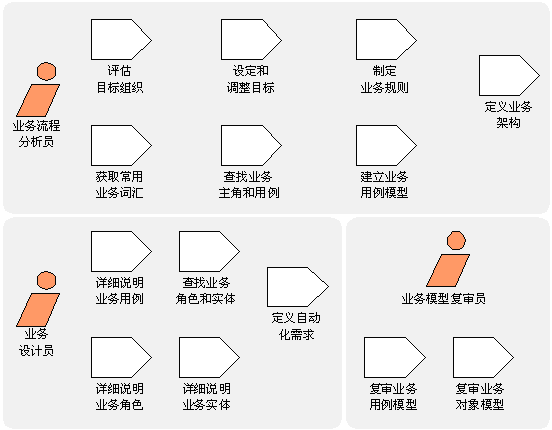 评估
目标组织
设定和
调整目标
制定
业务规则
定义业务
架构
业务流程
分析员
获取常用
业务词汇
查找业务
主角和用例
建立业务
用例模型
详细说明
业务用例
查找业务
角色和实体
定义自动
化需求
业务
设计员
详细说明
业务角色
详细说明
业务实体
业务模型复审员
复审业务
用例模型
复审业务
对象模型